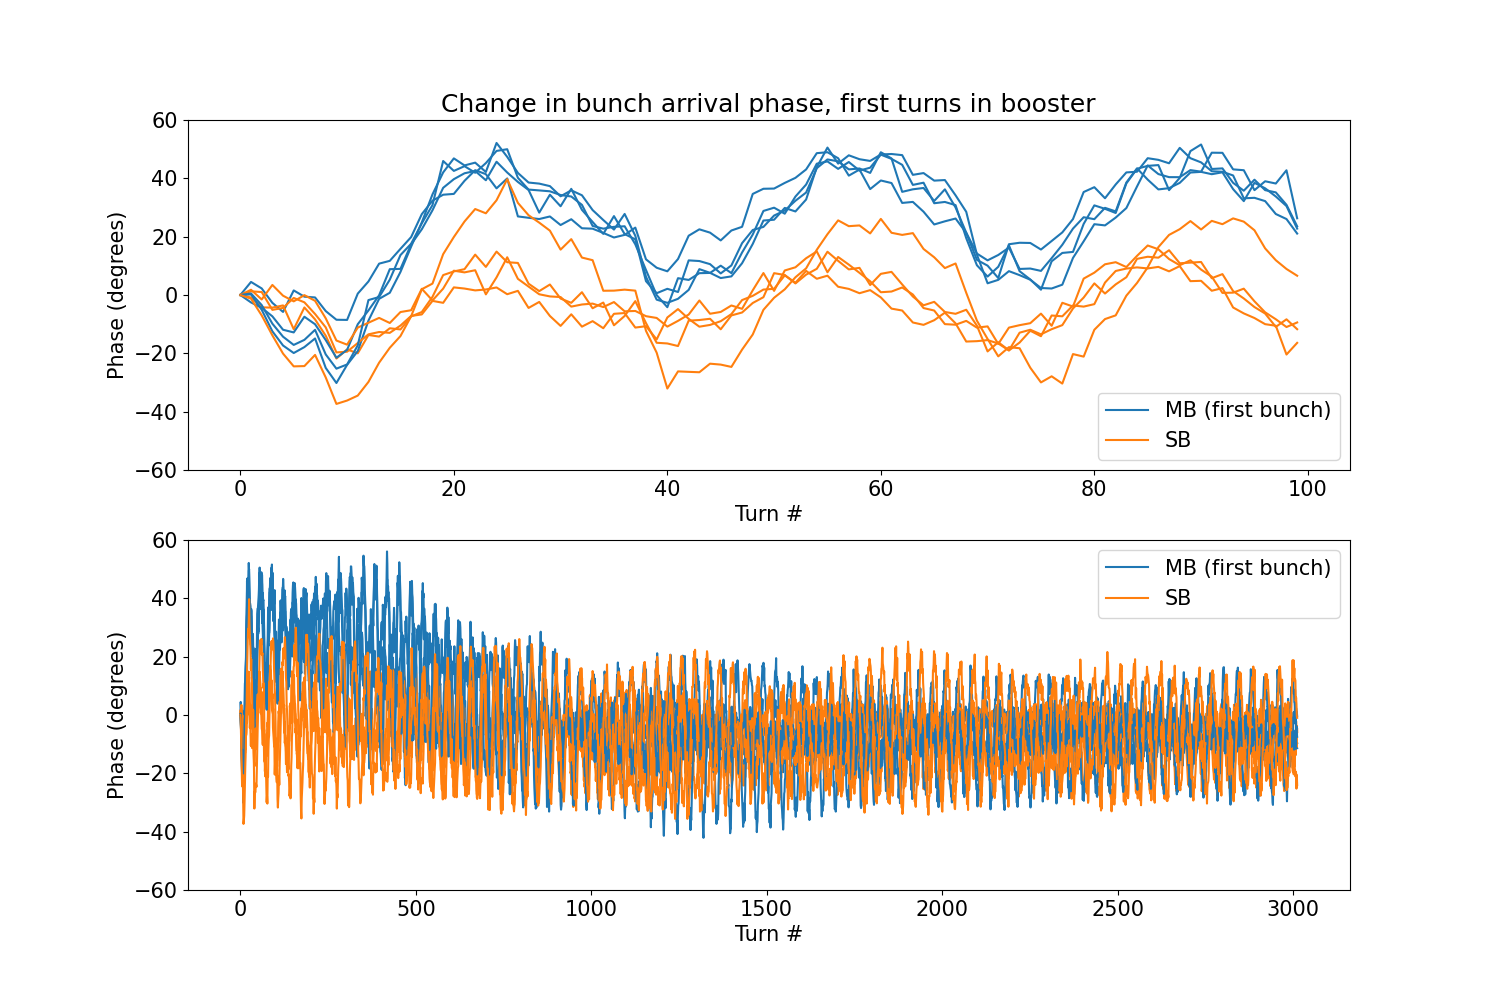 Change in bunch arrival phase, first turns in booster
60
40
20
0
−20
−40
−60
Phase (degrees)
MB (first bunch)
SB
0 20 40 60 80 100
Turn #
60
40
20
0
−20
−40
−60
Phase (degrees)
MB (first bunch)
SB
0 500 1000 1500 2000 2500 3000
Turn #